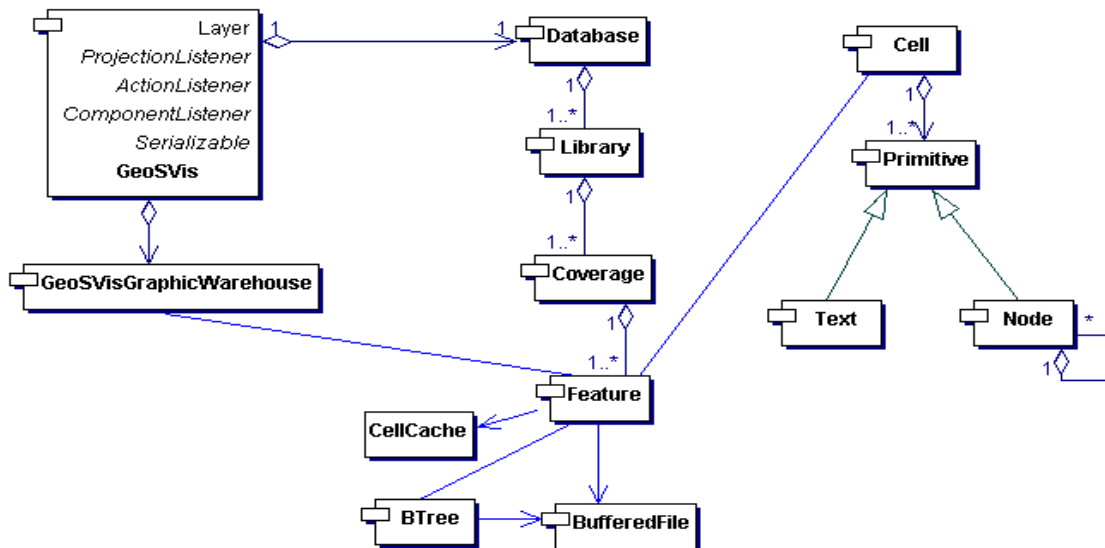 Layer
ProjectionListener
ActionListener
ComponentListener
Serializable
GeoSVis
1
1
Database
1
1..*
Library
1
1..*
Coverage
1
1..*
Feature
GeoSVisGraphicWarehouse
CellCache
BTree
BufferedFile
Cell
1
1..*
Primitive
Text
Node
*
1